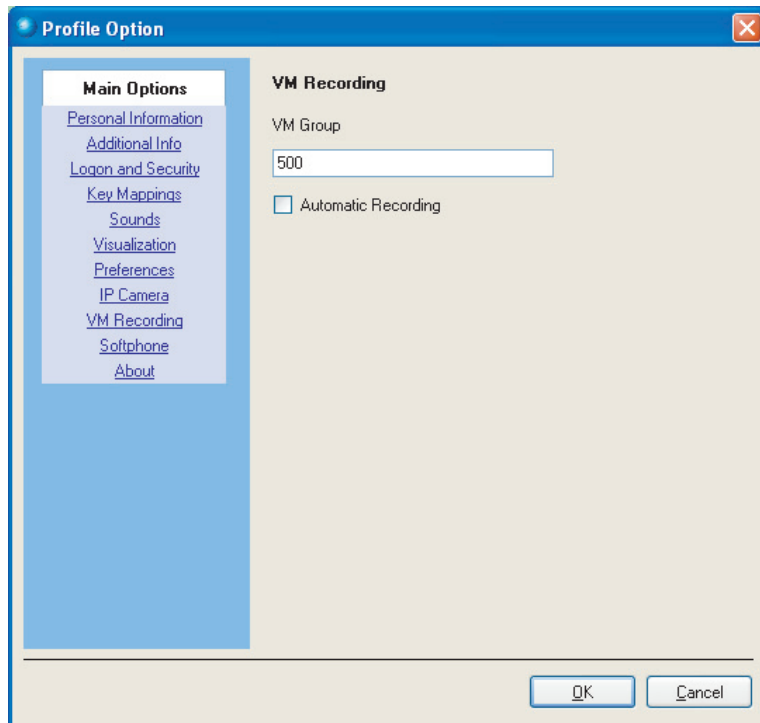 Profile Option
Main Options
Personal Information
Additional Info
Logon and Security
Key Mappings
Sounds
Visualization
Preferences
IP Camera
VM Recording
Softphone
About
VM Recording
VM Group
500
Automatic Recording
OK
Cancel